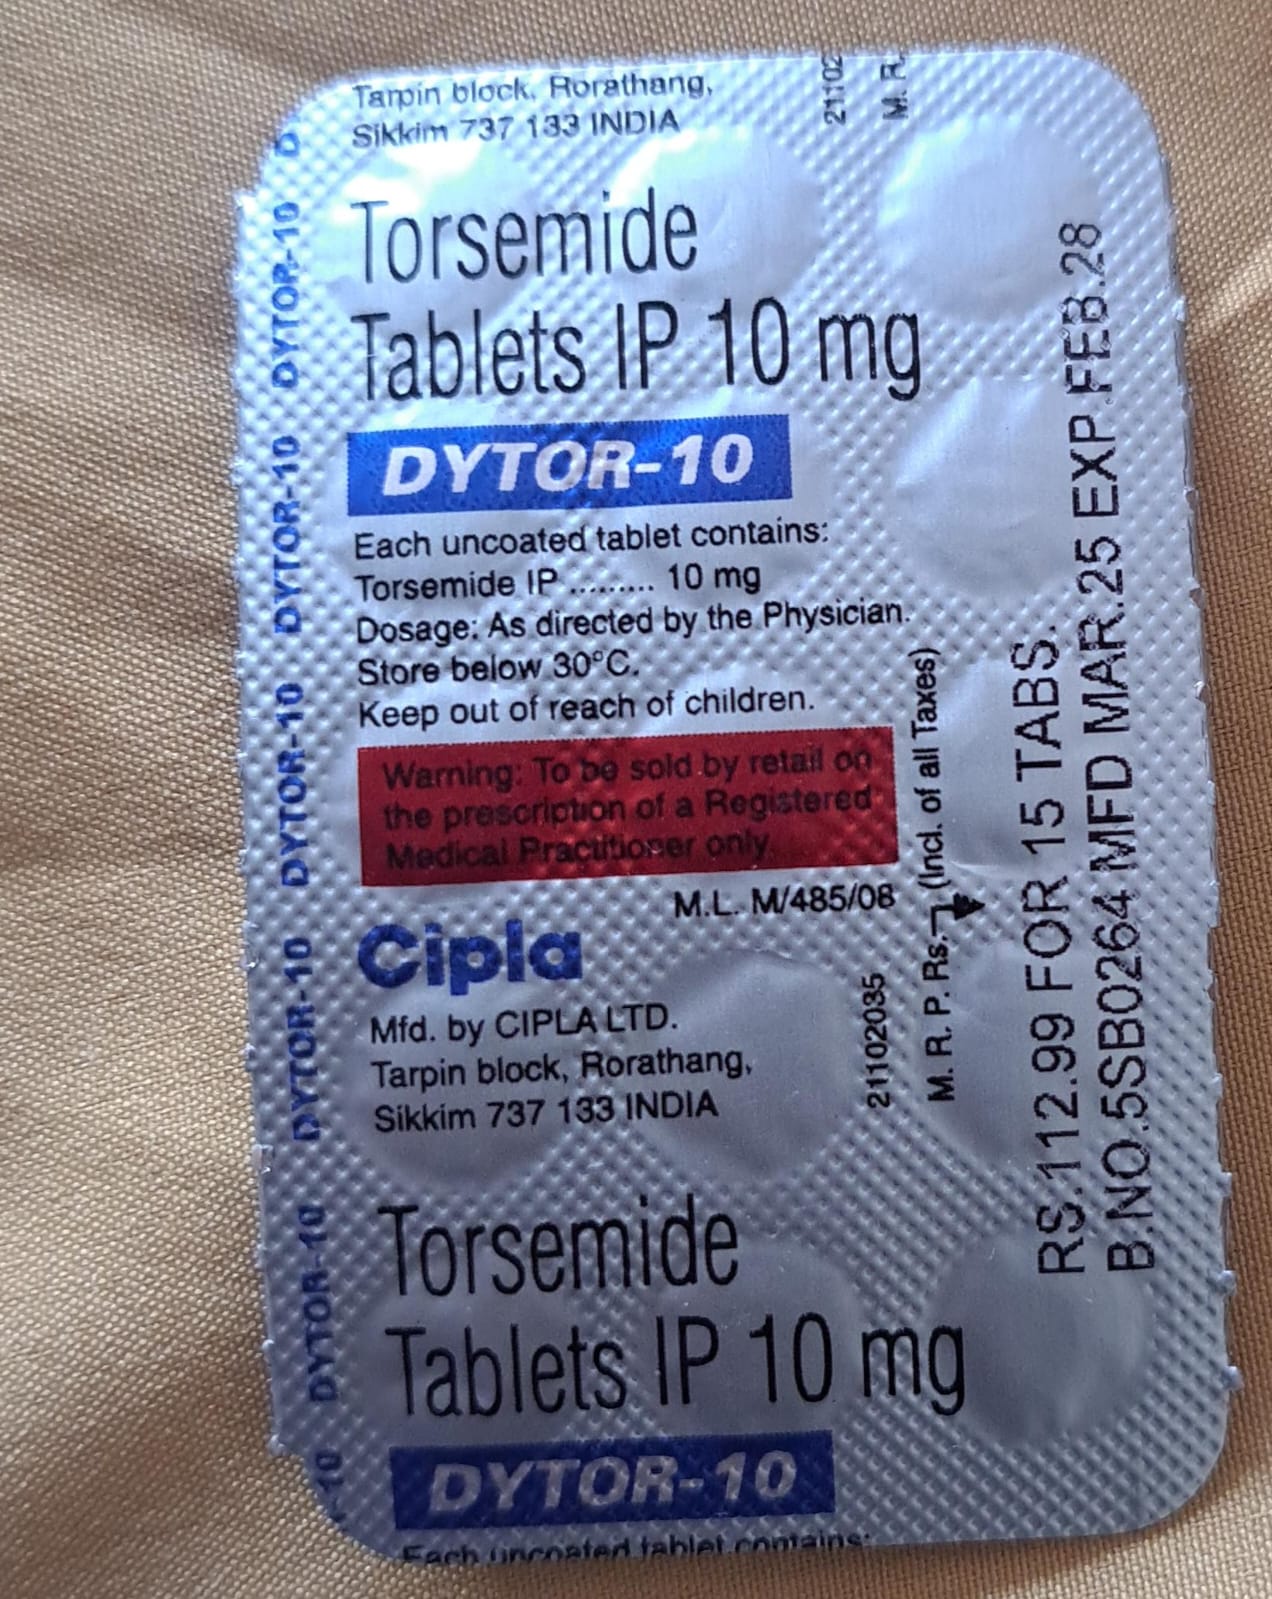 Tarpin block, Rorathang,
Sikkim 737 133 INDIA
21102
M. R.
Torsemide
Tablets IP 10 mg
DYTOR-10
Each uncoated tablet contains:
Torsemide IP ......... 10 mg
Dosage: As directed by the Physician.
Store below 30°C.
Keep out of reach of children.
Warning: To be sold by retail on
the prescription of a Registered
Medical Practitioner only.
M.L. M/485/08
Cipla
Mfd. by CIPLA LTD.
Tarpin block, Rorathang,
Sikkim 737 133 INDIA
21102035
M. R. P. Rs. (Incl. of all Taxes)
RS.112.99 FOR 15 TABS.
B.NO.5SB0264 MFD MAR.25 EXP.FEB.28
Torsemide
Tablets IP 10 mg
DYTOR-10
Each uncoated tablet contains:
D
DYTOR-10
DYTOR-10
DYTOR-10
DYTOR-10
DYTOR-10
-10